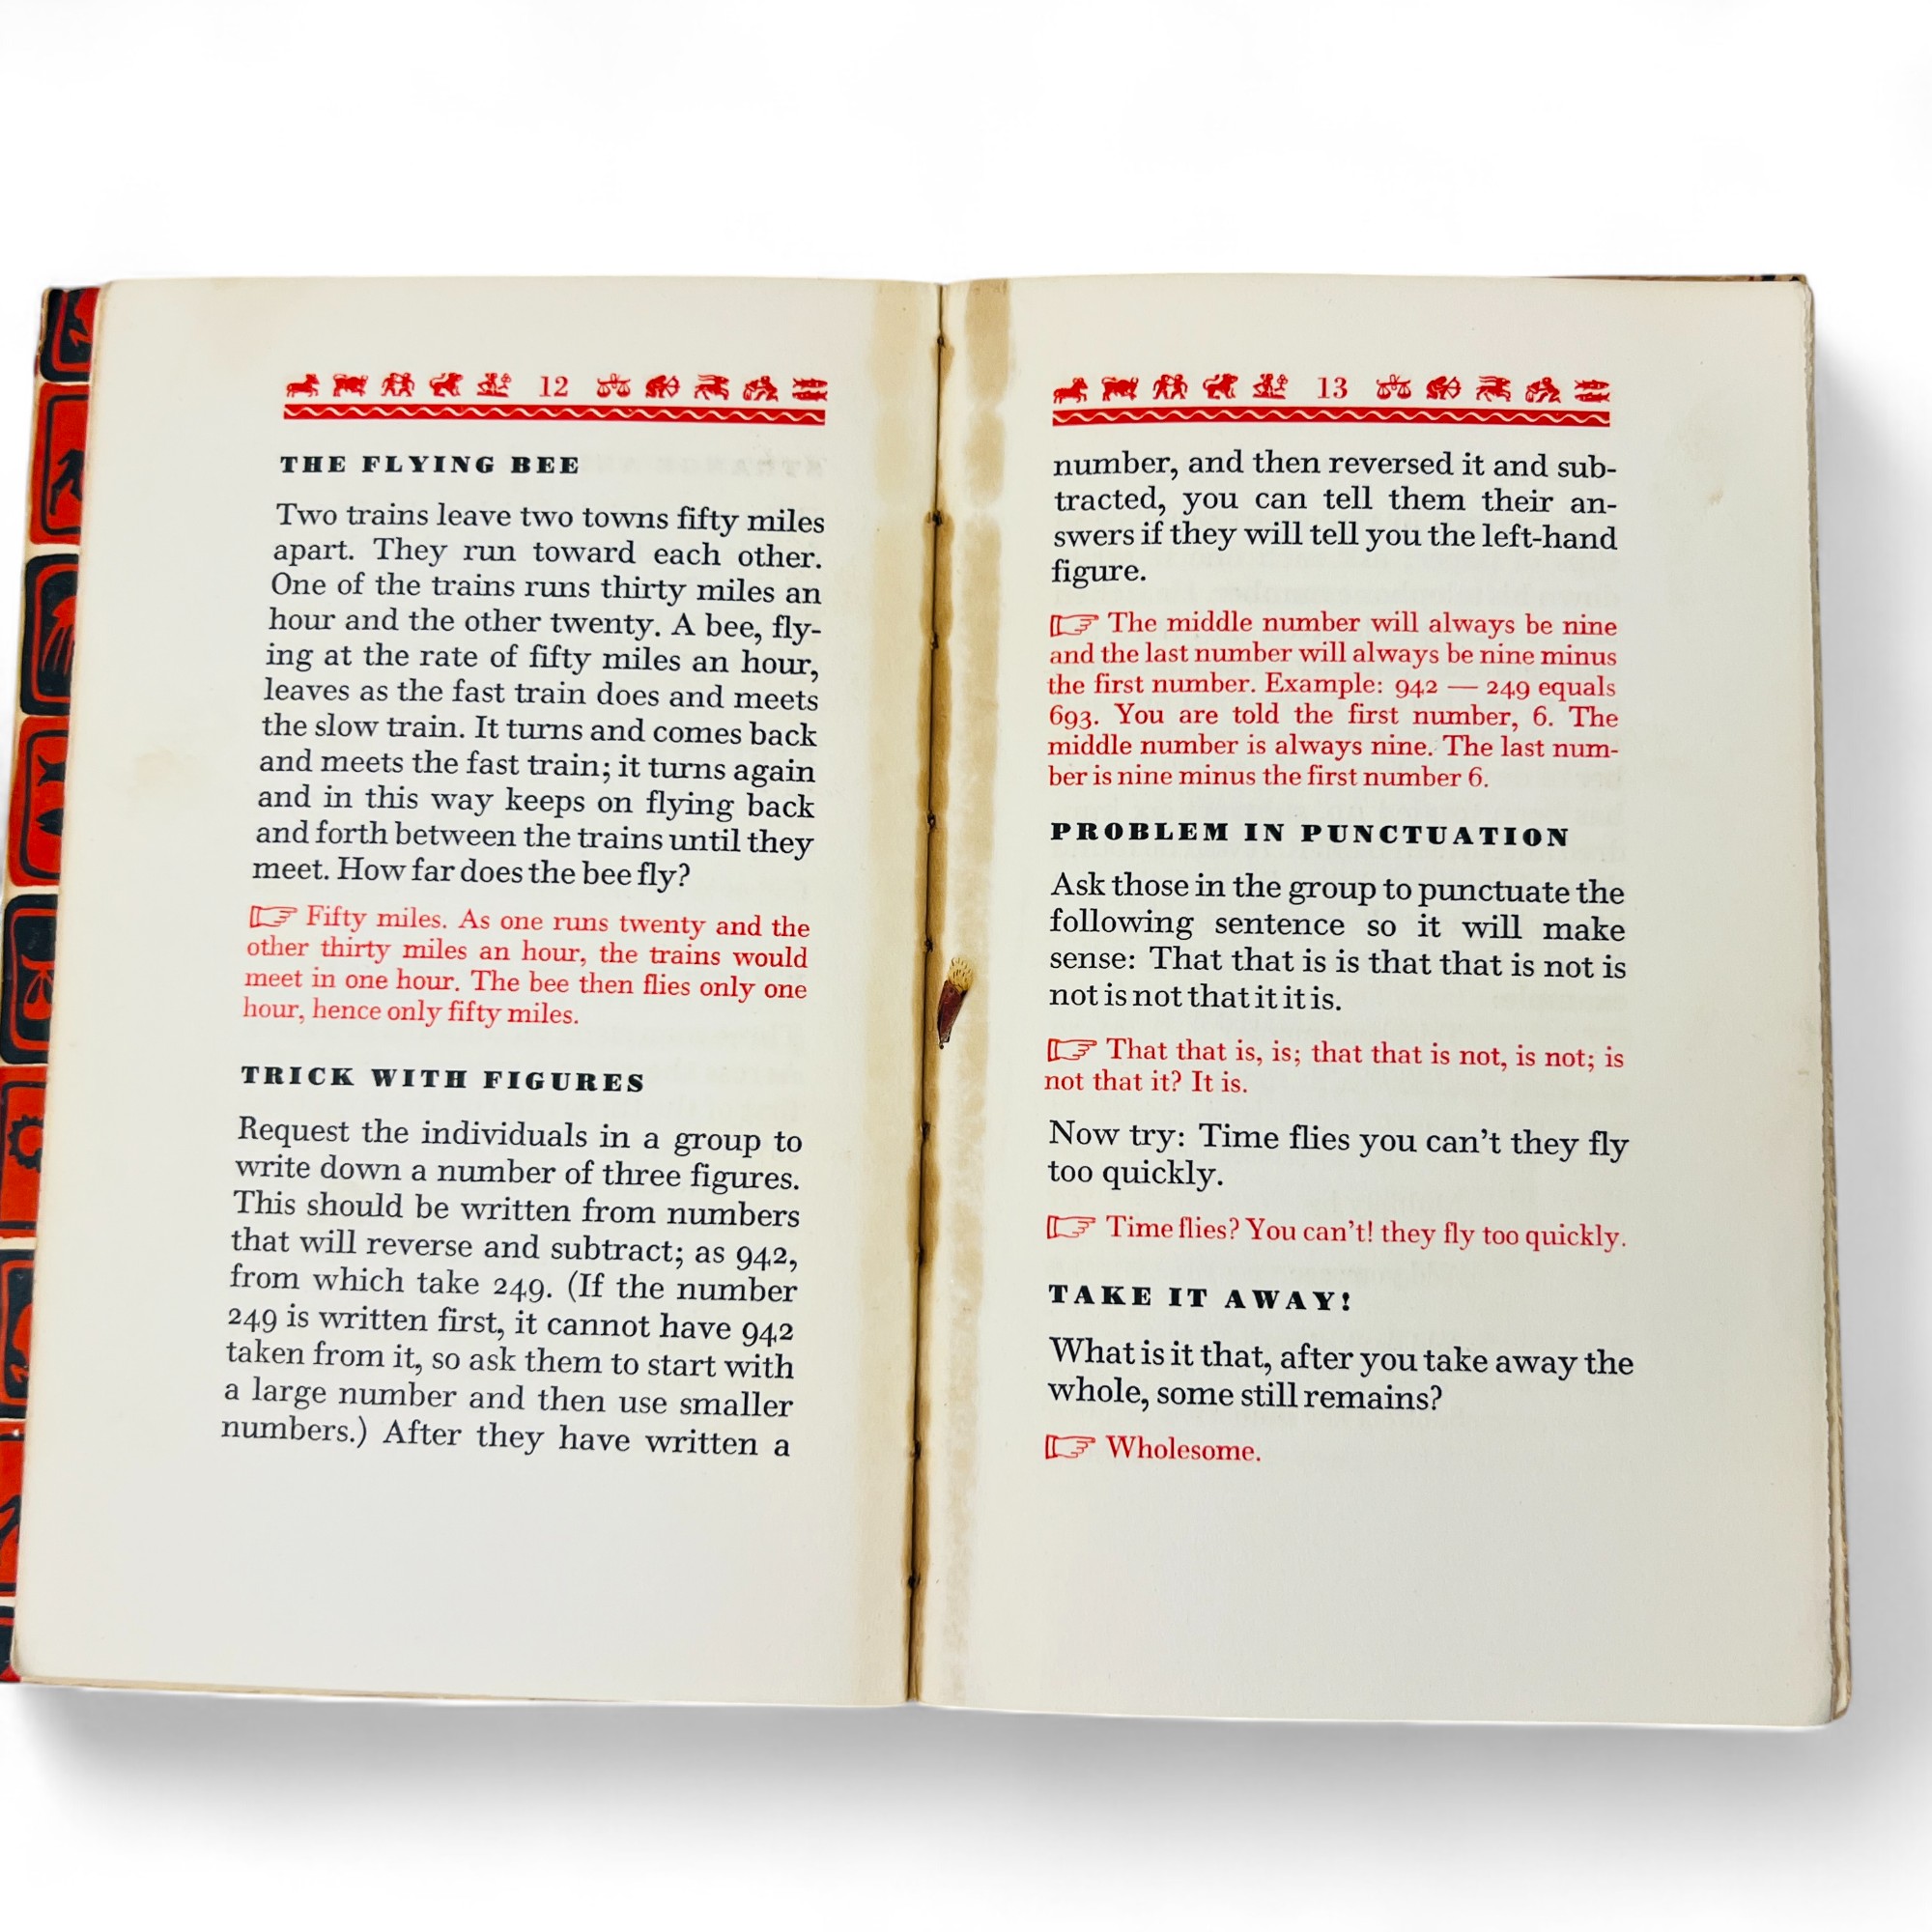 12
THE FLYING BEE
Two trains leave two towns fifty miles
apart. They run toward each other.
One of the trains runs thirty miles an
hour and the other twenty. A bee, fly-
ing at the rate of fifty miles an hour,
leaves as the fast train does and meets
the slow train. It turns and comes back
and meets the fast train; it turns again
and in this way keeps on flying back
and forth between the trains until they
meet. How far does the bee fly?
☞ Fifty miles. As one runs twenty and the
other thirty miles an hour, the trains would
meet in one hour. The bee then flies only one
hour, hence only fifty miles.
TRICK WITH FIGURES
Request the individuals in a group to
write down a number of three figures.
This should be written from numbers
that will reverse and subtract; as 942,
from which take 249. (If the number
249 is written first, it cannot have 942
taken from it, so ask them to start with
a large number and then use smaller
numbers.) After they have written a
13
number, and then reversed it and sub-
tracted, you can tell them their an-
swers if they will tell you the left-hand
figure.
☞ The middle number will always be nine
and the last number will always be nine minus
the first number. Example: 942 — 249 equals
693. You are told the first number, 6. The
middle number is always nine. The last num-
ber is nine minus the first number 6.
PROBLEM IN PUNCTUATION
Ask those in the group to punctuate the
following sentence so it will make
sense: That that is is that that is not is
not is not that it it is.
☞ That that is, is; that that is not, is not; is
not that it? It is.
Now try: Time flies you can't they fly
too quickly.
☞ Time flies? You can't! they fly too quickly.
TAKE IT AWAY!
What is it that, after you take away the
whole, some still remains?
☞ Wholesome.